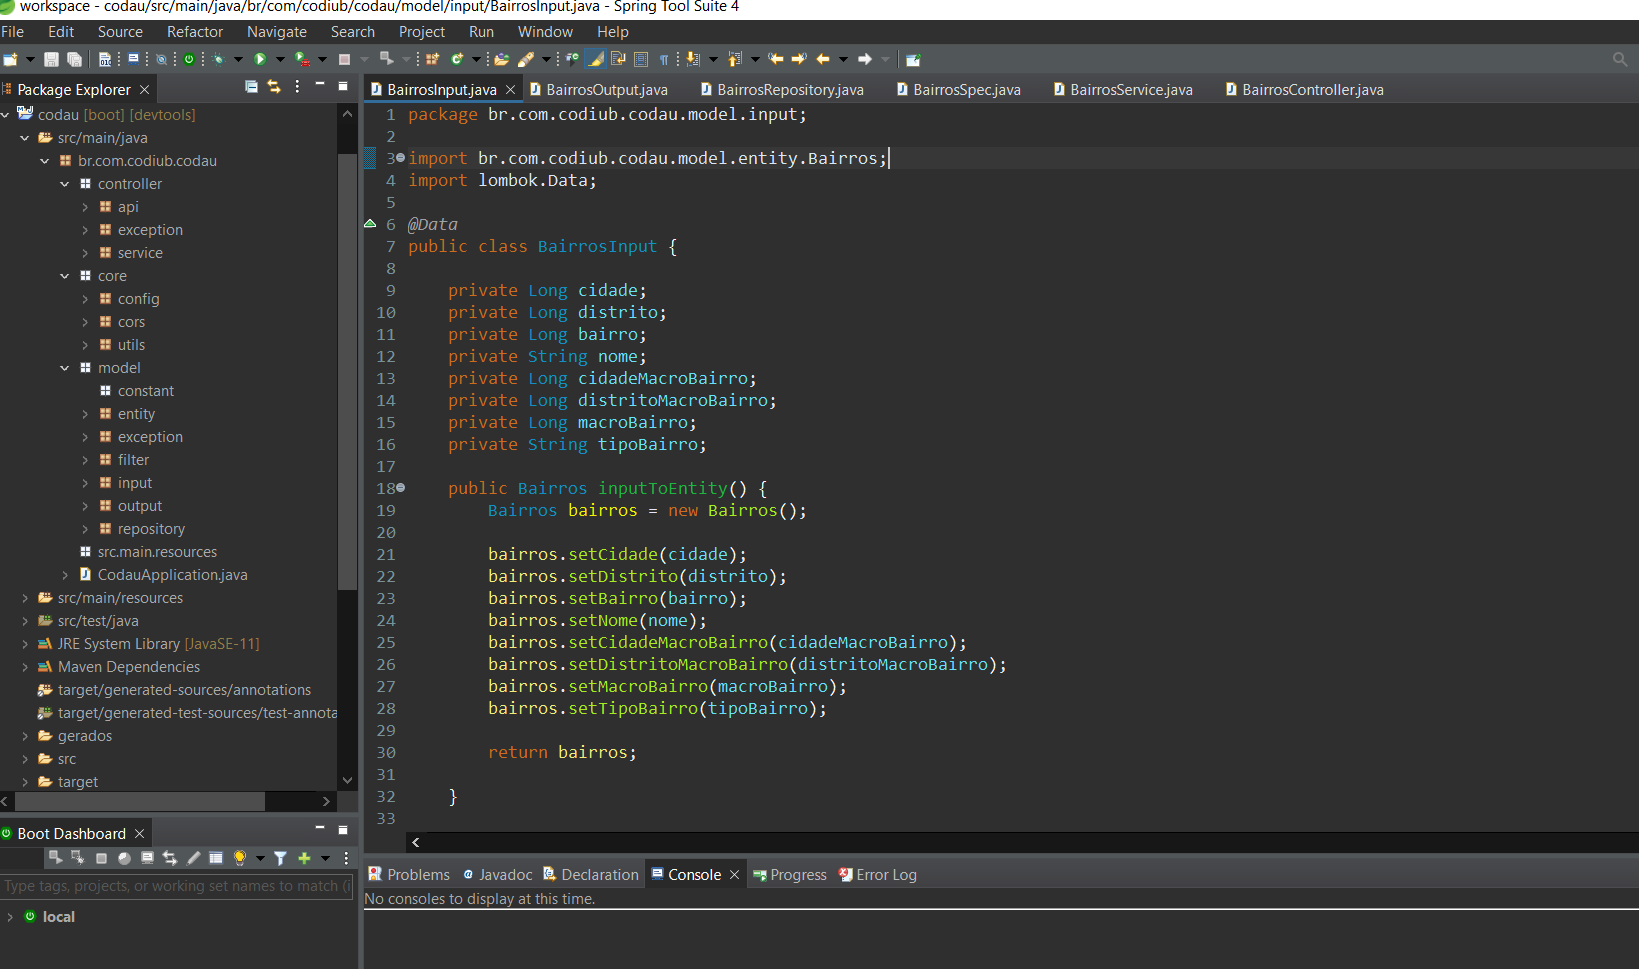 workspace - codau/src/main/java/br/com/codiub/codau/model/input/BairrosInput.java - Spring Tool Suite 4
File Edit Source Refactor Navigate Search Project Run Window Help
Package Explorer
codau [boot] [devtools]
src/main/java
br.com.codiub.codau
controller
api
exception
service
core
config
cors
utils
model
constant
entity
exception
filter
input
output
repository
src.main.resources
CodauApplication.java
src/main/resources
src/test/java
JRE System Library [JavaSE-11]
Maven Dependencies
target/generated-sources/annotations
target/generated-test-sources/test-annota
gerados
src
target
Boot Dashboard
Type tags, projects, or working set names to match (i
local
BairrosInput.java BairrosOutput.java BairrosRepository.java BairrosSpec.java BairrosService.java BairrosController.java
1 package br.com.codiub.codau.model.input;
2
3 import br.com.codiub.codau.model.entity.Bairros;
4 import lombok.Data;
5
6 @Data
7 public class BairrosInput {
8
9 private Long cidade;
10 private Long distrito;
11 private Long bairro;
12 private String nome;
13 private Long cidadeMacroBairro;
14 private Long distritoMacroBairro;
15 private Long macroBairro;
16 private String tipoBairro;
17
18 public Bairros inputToEntity() {
19 Bairros bairros = new Bairros();
20
21 bairros.setCidade(cidade);
22 bairros.setDistrito(distrito);
23 bairros.setBairro(bairro);
24 bairros.setNome(nome);
25 bairros.setCidadeMacroBairro(cidadeMacroBairro);
26 bairros.setDistritoMacroBairro(distritoMacroBairro);
27 bairros.setMacroBairro(macroBairro);
28 bairros.setTipoBairro(tipoBairro);
29
30 return bairros;
31
32 }
33
Problems Javadoc Declaration Console Progress Error Log
No consoles to display at this time.